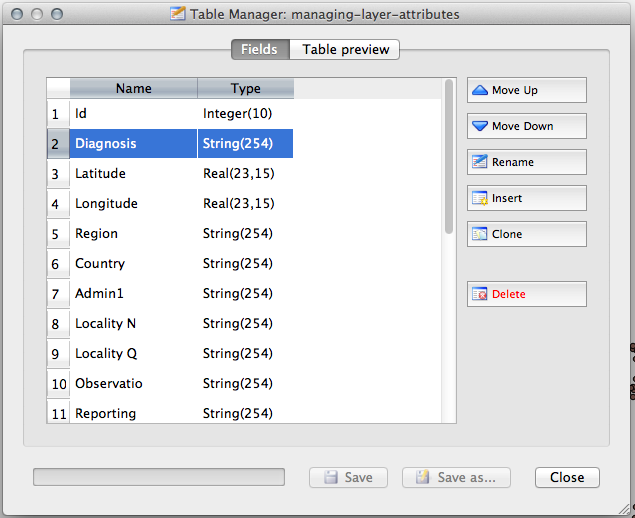 Table Manager: managing-layer-attributes
Fields Table preview
Name Type
1 Id Integer(10)
2 Diagnosis String(254)
3 Latitude Real(23,15)
4 Longitude Real(23,15)
5 Region String(254)
6 Country String(254)
7 Admin1 String(254)
8 Locality N String(254)
9 Locality Q String(254)
10 Observatio String(254)
11 Reporting String(254)
Move Up
Move Down
Rename
Insert
Clone
Delete
Save Save as... Close